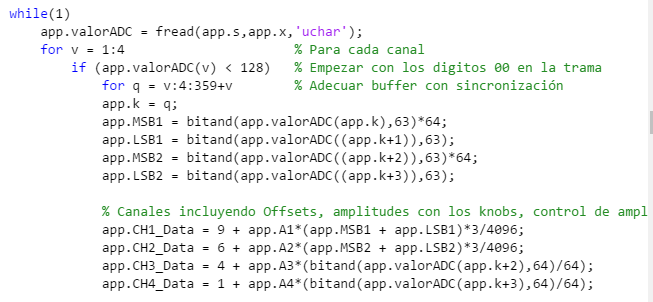 while(1)
app.valorADC = fread(app.s,app.x,'uchar');
for v = 1:4 % Para cada canal
if (app.valorADC(v) < 128) % Empezar con los digitos 00 en la trama
for q = v:4:359+v % Adecuar buffer con sincronización
app.k = q;
app.MSB1 = bitand(app.valorADC(app.k),63)*64;
app.LSB1 = bitand(app.valorADC((app.k+1)),63);
app.MSB2 = bitand(app.valorADC((app.k+2)),63)*64;
app.LSB2 = bitand(app.valorADC((app.k+3)),63);
% Canales incluyendo Offsets, amplitudes con los knobs, control de ampl
app.CH1_Data = 9 + app.A1*(app.MSB1 + app.LSB1)*3/4096;
app.CH2_Data = 6 + app.A2*(app.MSB2 + app.LSB2)*3/4096;
app.CH3_Data = 4 + app.A3*(bitand(app.valorADC(app.k+2),64)/64);
app.CH4_Data = 1 + app.A4*(bitand(app.valorADC(app.k+3),64)/64);